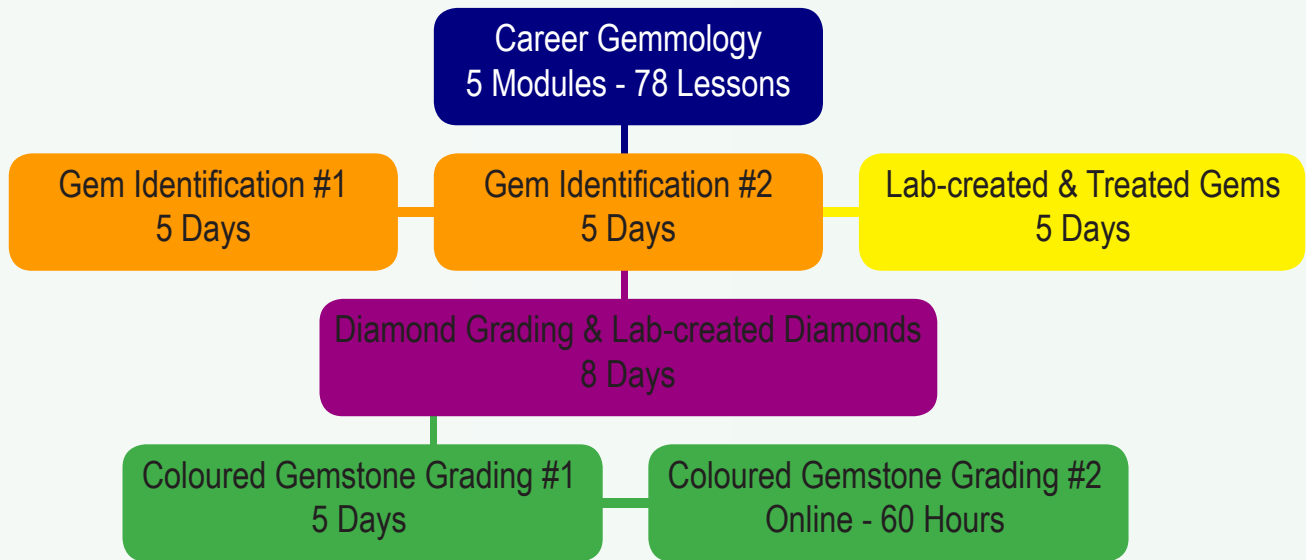 Career Gemmology
5 Modules - 78 Lessons
Gem Identification #1
5 Days
Gem Identification #2
5 Days
Lab-created & Treated Gems
5 Days
Diamond Grading & Lab-created Diamonds
8 Days
Coloured Gemstone Grading #1
5 Days
Coloured Gemstone Grading #2
Online - 60 Hours